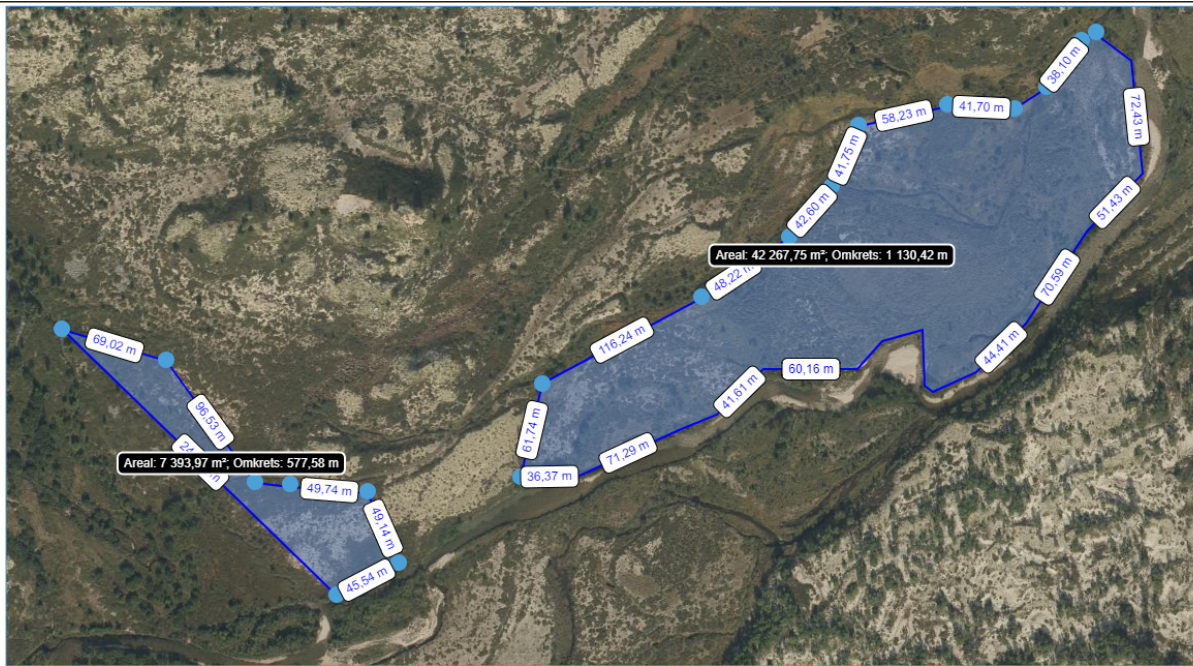 38,10 m
58,23 m
41,70 m
72,43 m
41,75 m
42,60 m
51,43 m
Areal: 42 267,75 m²; Omkrets: 1 130,42 m
48,22 m
70,59 m
116,24 m
69,02 m
44,41 m
60,16 m
41,61 m
96,53 m
61,74 m
71,29 m
Areal: 7 393,97 m²; Omkrets: 577,58 m
36,37 m
49,74 m
49,14 m
45,54 m